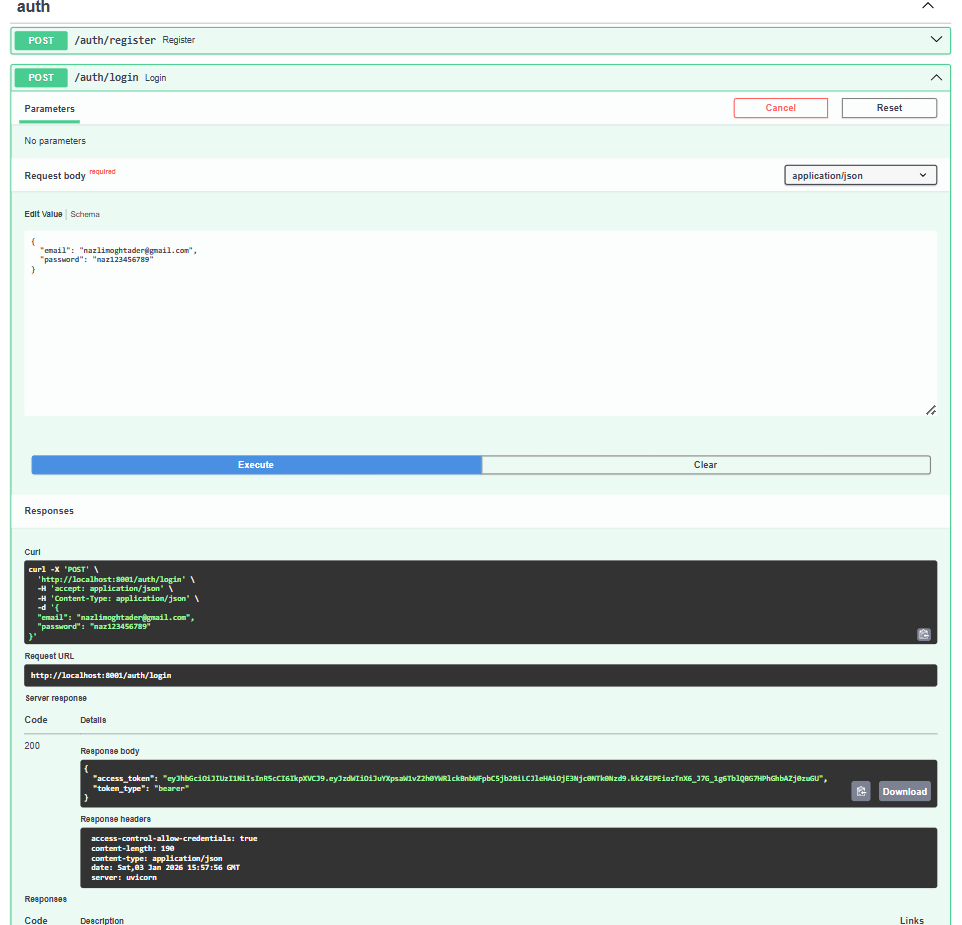 auth
POST /auth/register Register
POST /auth/login Login
Parameters
Cancel
Reset
No parameters
Request body required
application/json
Edit Value | Schema
{
"email": "nazlimoghtader@gmail.com",
"password": "naz123456789"
}
Execute
Clear
Responses
Curl
curl -X 'POST' \
'http://localhost:8001/auth/login' \
-H 'accept: application/json' \
-H 'Content-Type: application/json' \
-d '{
"email": "nazlimoghtader@gmail.com",
"password": "naz123456789"
}'
Request URL
http://localhost:8001/auth/login
Server response
Code Details
200
Response body
{
"access_token":
"token_type": "bearer"
}
Download
Response headers
access-control-allow-credentials: true
content-length: 190
content-type: application/json
date: Sat,03 Jan 2026 15:57:56 GMT
server: uvicorn
Responses
Code Description Links